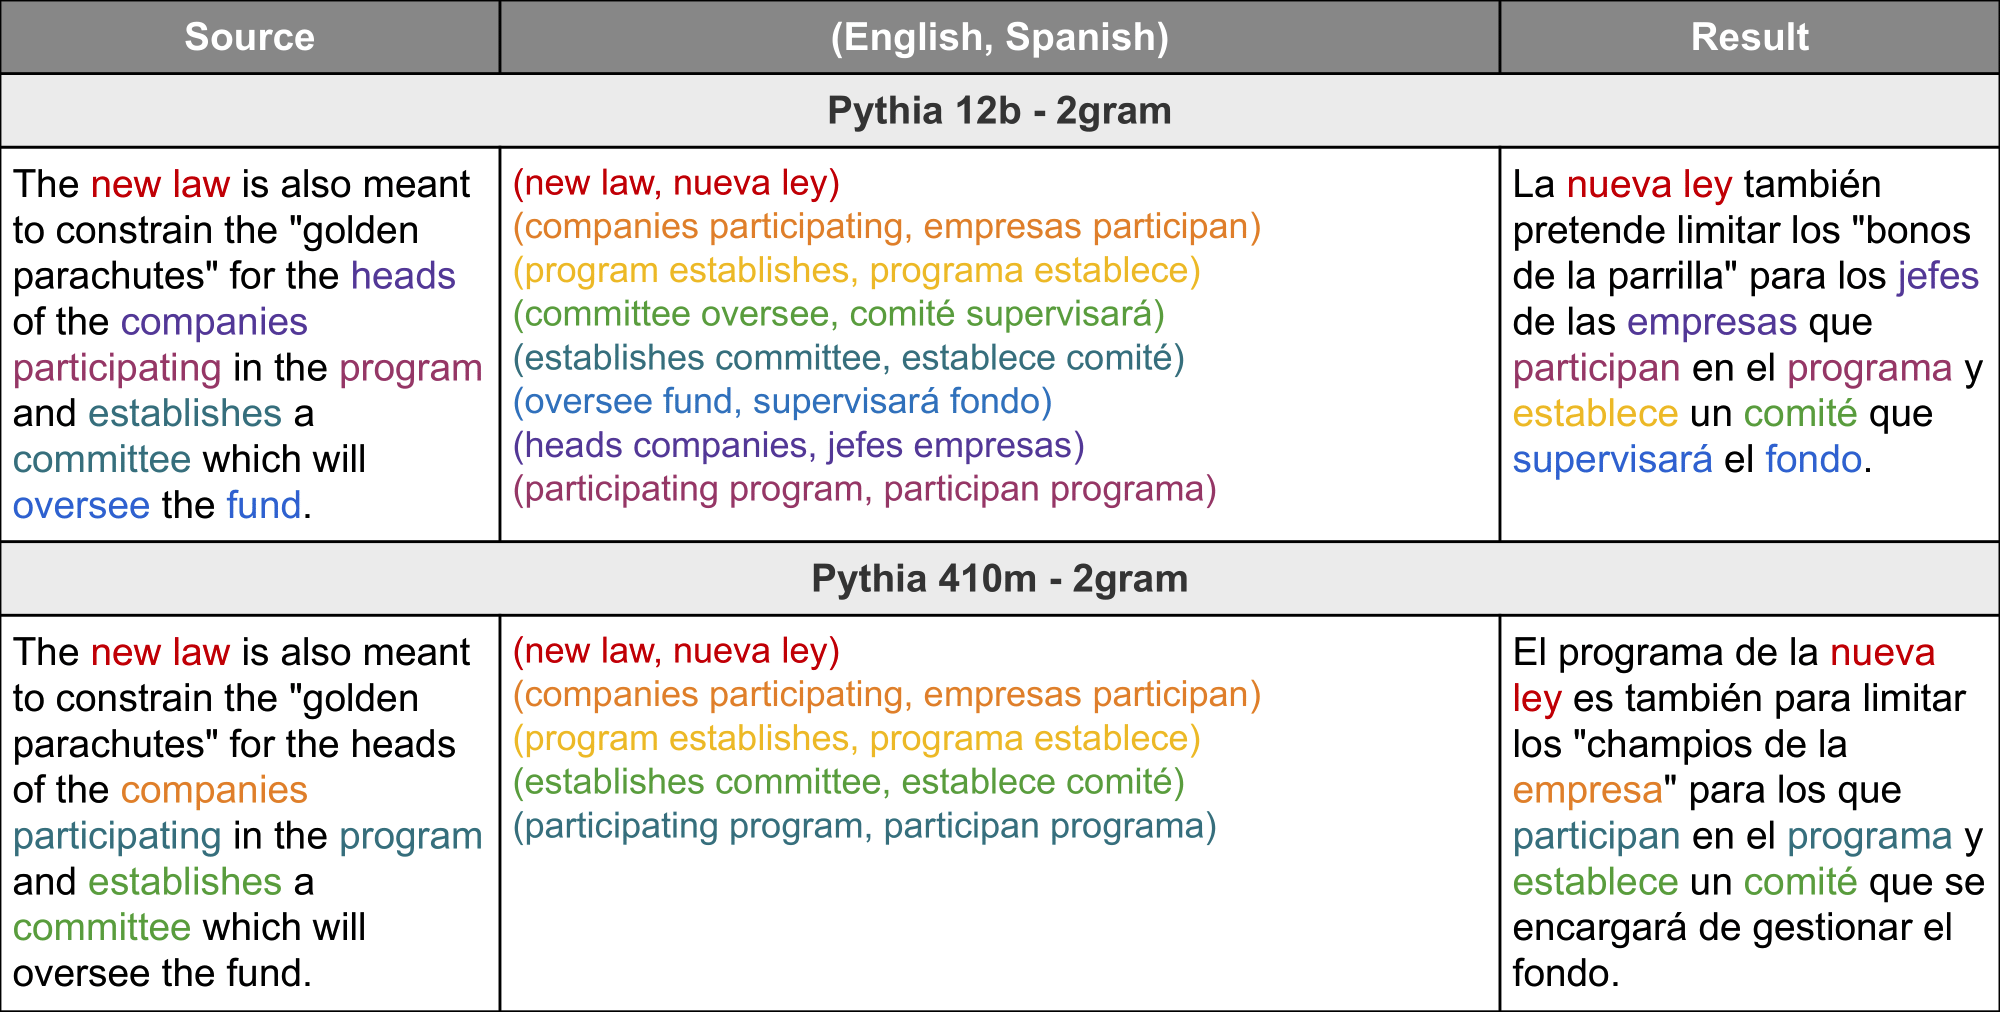 Source
(English, Spanish)
Result
Pythia 12b - 2gram
The new law is also meant
to constrain the "golden
parachutes" for the heads
of the companies
participating in the program
and establishes a
committee which will
oversee the fund.
(new law, nueva ley)
(companies participating, empresas participan)
(program establishes, programa establece)
(committee oversee, comité supervisará)
(establishes committee, establece comité)
(oversee fund, supervisará fondo)
(heads companies, jefes empresas)
(participating program, participan programa)
La nueva ley también
pretende limitar los "bonos
de la parrilla" para los jefes
de las empresas que
participan en el programa y
establece un comité que
supervisará el fondo.
Pythia 410m - 2gram
The new law is also meant
to constrain the "golden
parachutes" for the heads
of the companies
participating in the program
and establishes a
committee which will
oversee the fund.
(new law, nueva ley)
(companies participating, empresas participan)
(program establishes, programa establece)
(establishes committee, establece comité)
(participating program, participan programa)
El programa de la nueva
ley es también para limitar
los "champios de la
empresa" para los que
participan en el programa y
establece un comité que se
encargará de gestionar el
fondo.